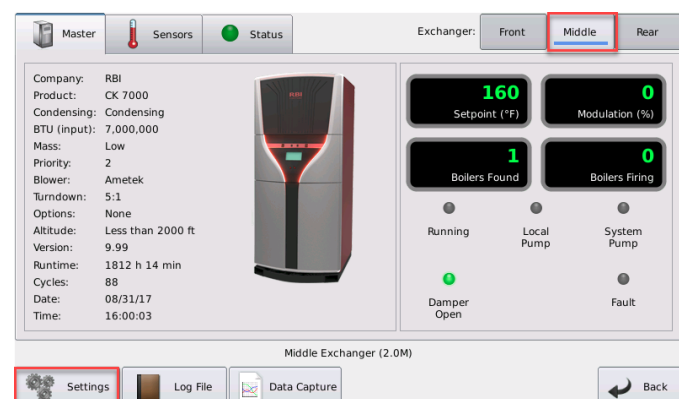 Master
Sensors
Status
Exchanger:
Front
Middle
Rear
Company: RBI
Product: CK 7000
Condensing: Condensing
BTU (input): 7,000,000
Mass: Low
Priority: 2
Blower: Ametek
Turndown: 5:1
Options: None
Altitude: Less than 2000 ft
Version: 9.99
Runtime: 1812 h 14 min
Cycles: 88
Date: 08/31/17
Time: 16:00:03
RBI
160
Setpoint (°F)
0
Modulation (%)
1
Boilers Found
0
Boilers Firing
Running
Local
Pump
System
Pump
Damper
Open
Fault
Middle Exchanger (2.0M)
Settings
Log File
Data Capture
Back